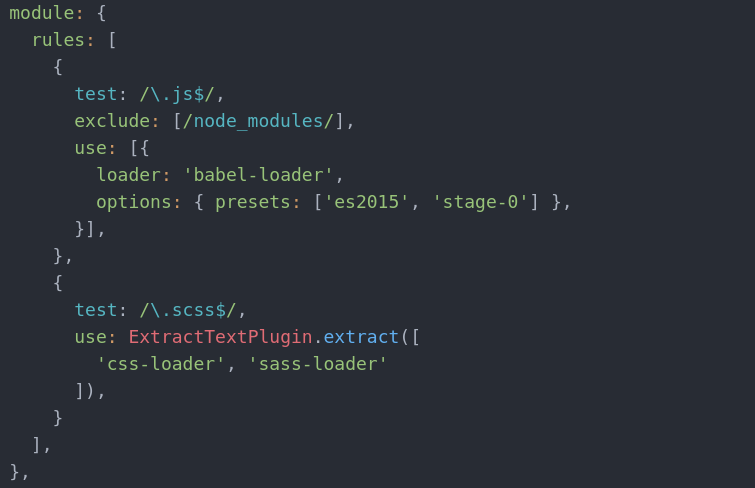 module: {
  rules: [
    {
      test: /\.js$/,
      exclude: [/node_modules/],
      use: [{
        loader: 'babel-loader',
        options: { presets: ['es2015', 'stage-0'] },
      }],
    },
    {
      test: /\.scss$/,
      use: ExtractTextPlugin.extract([
        'css-loader', 'sass-loader'
      ]),
    }
  ],
},